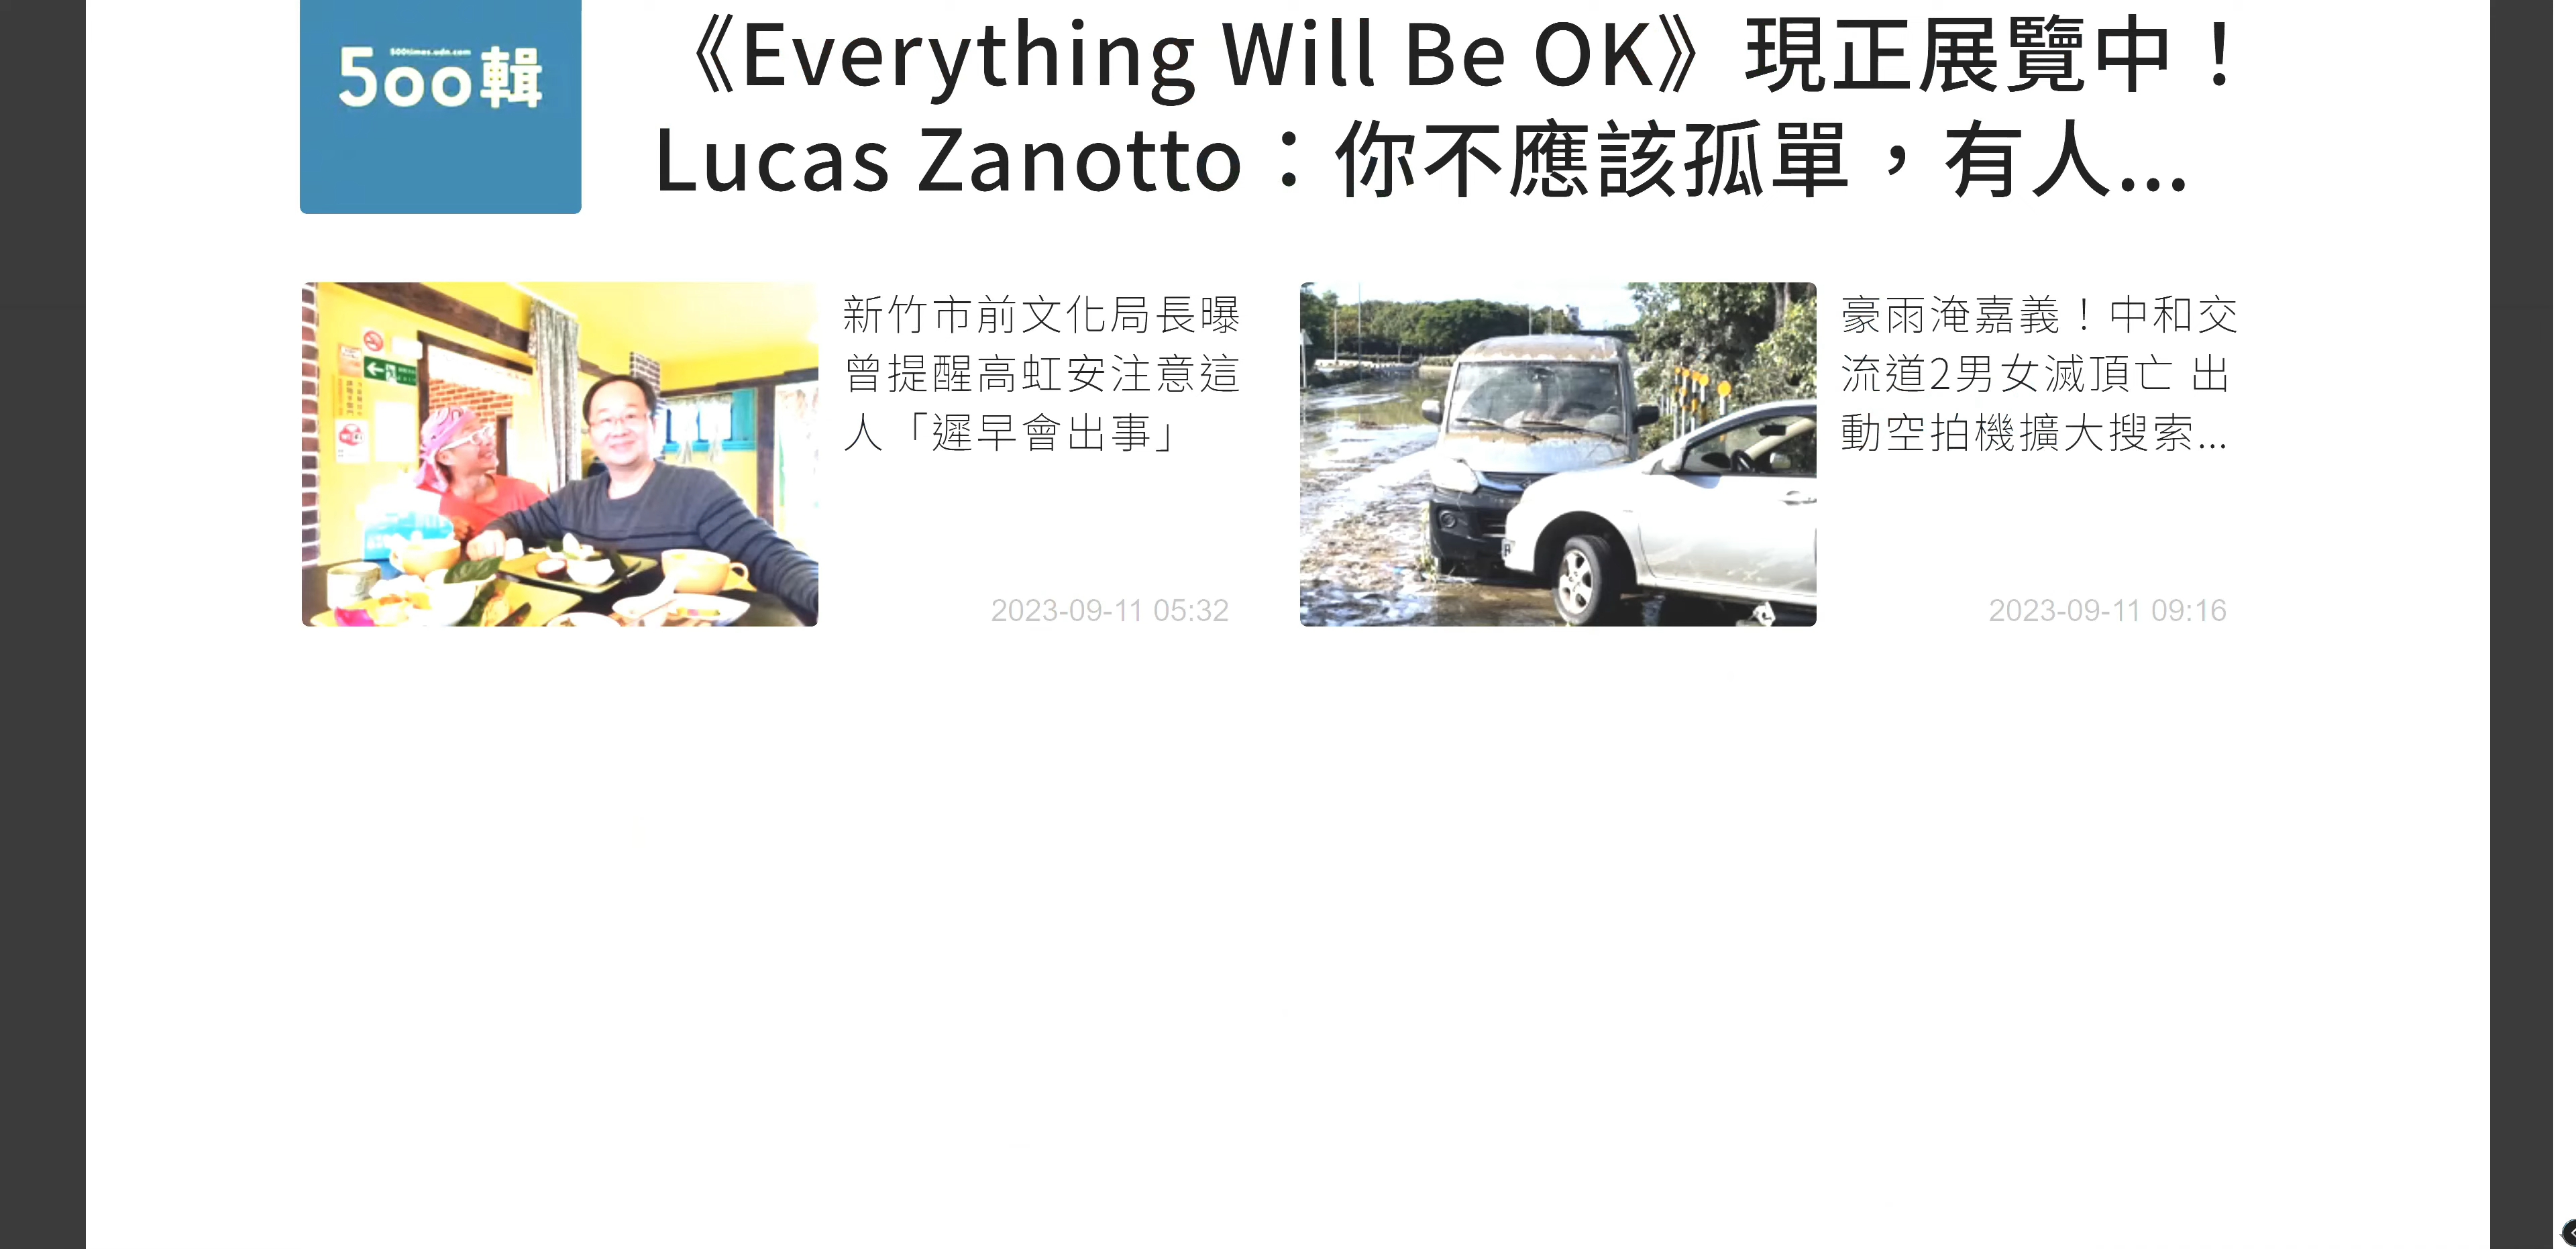 500times.udn.com
500輯
《Everything Will Be OK》現正展覽中！
Lucas Zanotto：你不應該孤單，有人...
新竹市前文化局長曝
曾提醒高虹安注意這
人「遲早會出事」
2023-09-11 05:32
豪雨淹嘉義！中和交
流道2男女滅頂亡 出
動空拍機擴大搜索...
2023-09-11 09:16